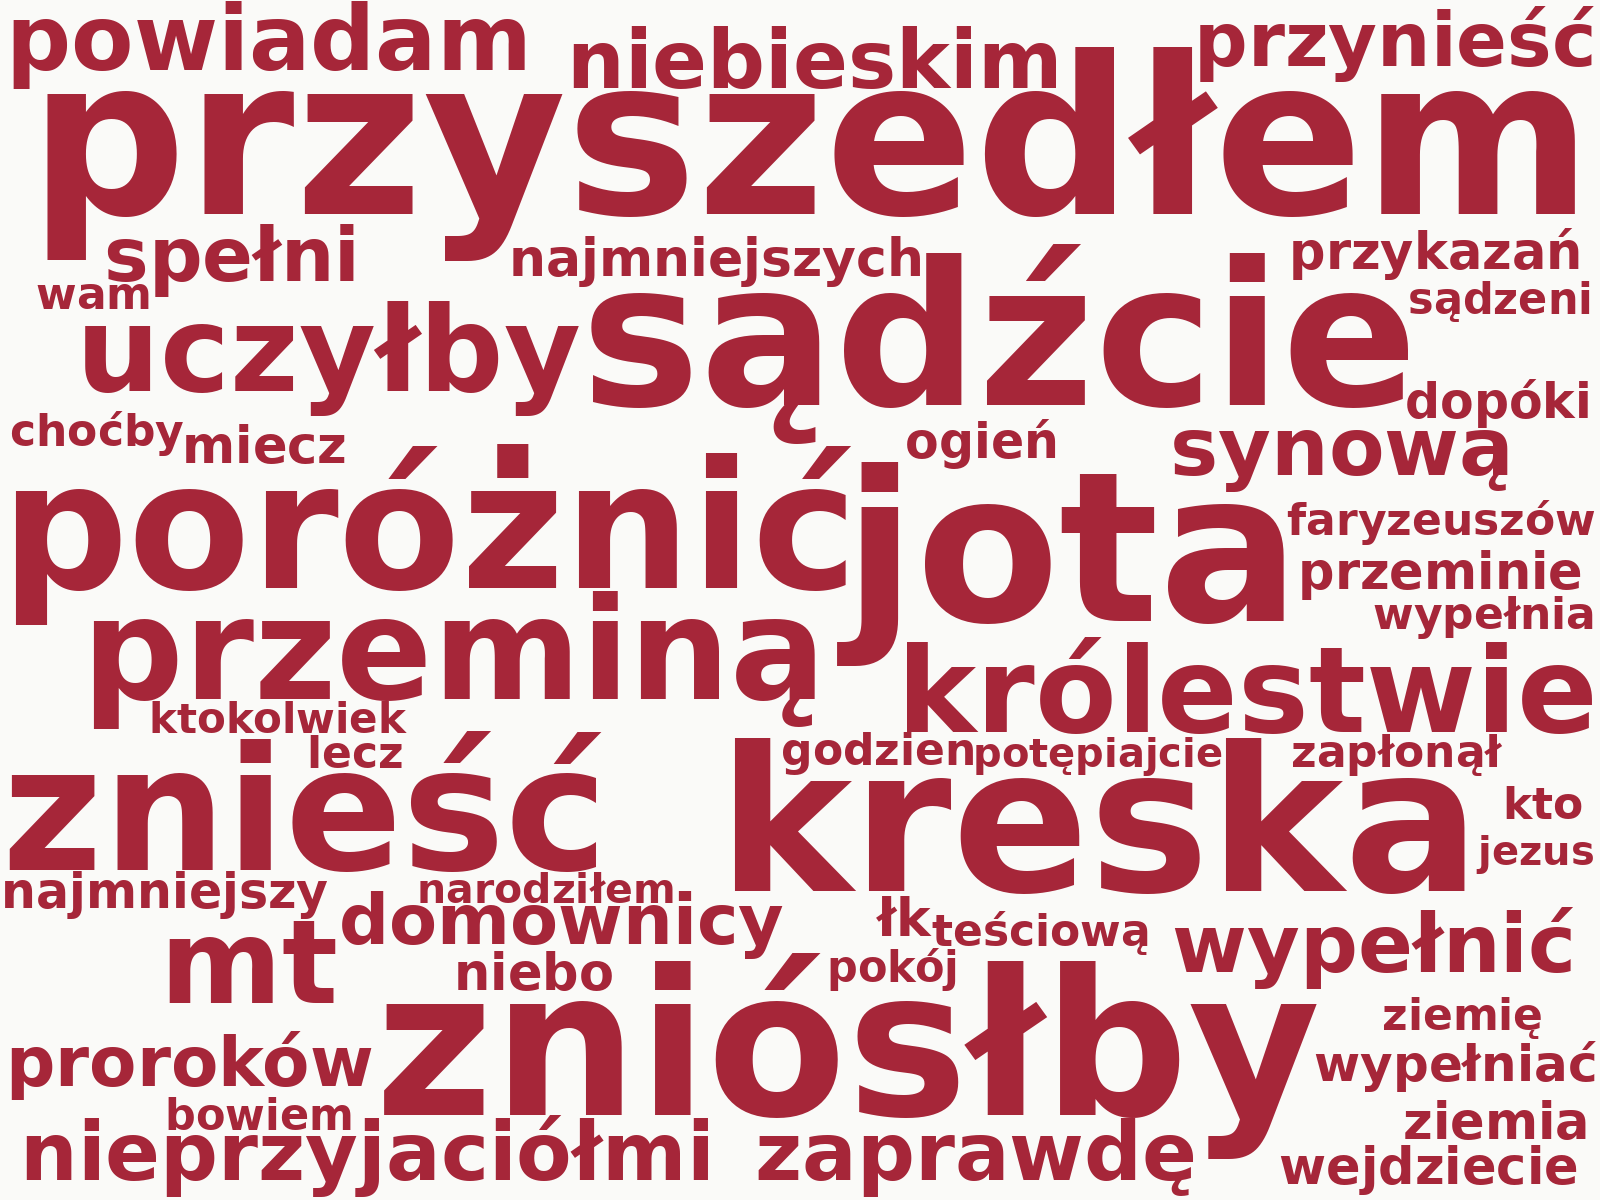 powiadam
niebieskim
przynieść
przyszedłem
spełni
najmniejszych
przykazań
wam
sądzeni
uczyłby
sądźcie
dopóki
choćby
miecz
ogień
synową
poróżnić
jota
faryzeuszów
przeminie
wypełnia
przeminą
królestwie
ktokolwiek
lecz
godzien
potępiajcie
zapłonął
znieść
kreska
kto
jezus
najmniejszy
narodziłem
domownicy
łk
teściową
wypełnić
mt
niebo
pokój
zniósłby
ziemię
proroków
wypełniać
bowiem
ziemia
nieprzyjaciółmi
zaprawdę
wejdziecie